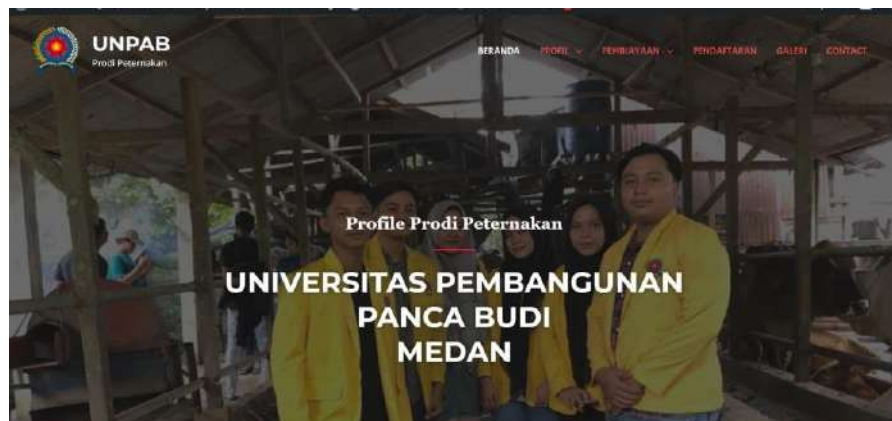 UNPAB
Prodi Peternakan
BERANDA PROFIL PEMBIAYAAN PENDAFTARAN GALERI CONTACT
Profile Prodi Peternakan
UNIVERSITAS PEMBANGUNAN
PANCA BUDI
MEDAN